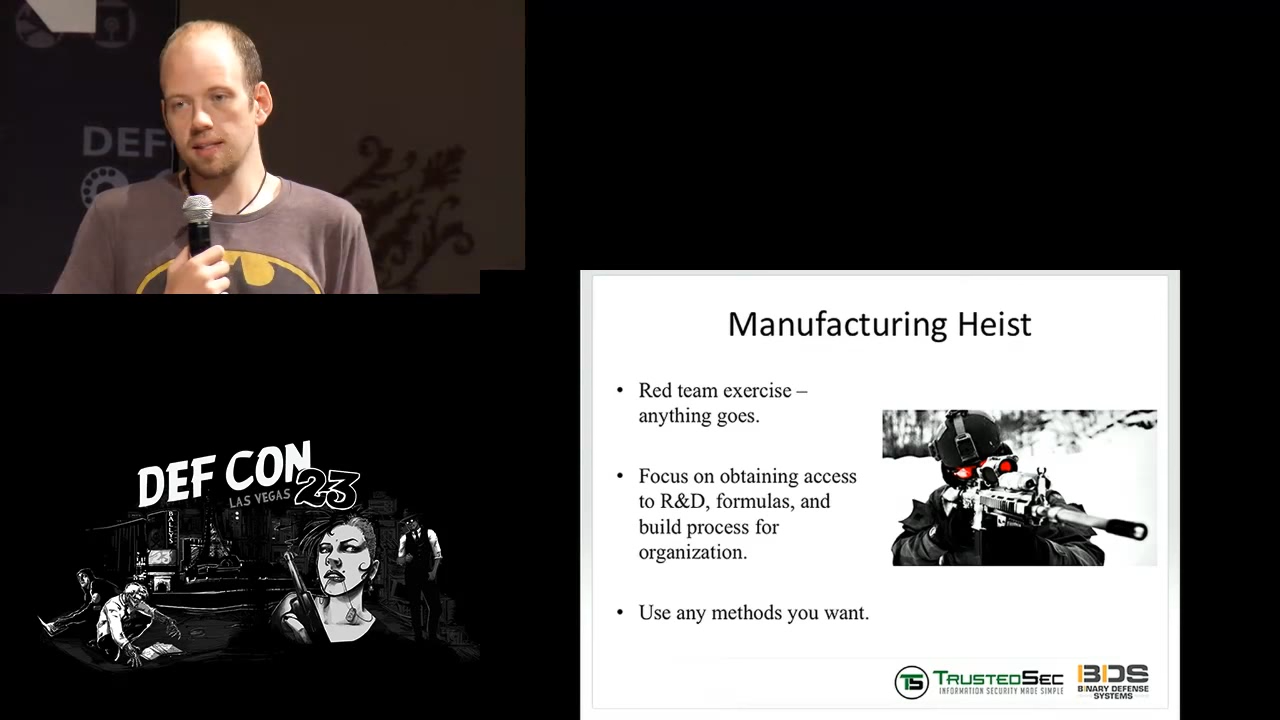 DEF
DEF CON
23
LAS VEGAS
BALLYS
Manufacturing Heist
• Red team exercise –
anything goes.
• Focus on obtaining access
to R&D, formulas, and
build process for
organization.
• Use any methods you want.
TS TRUSTEDSEC
INFORMATION SECURITY MADE SIMPLE
BDS
BINARY DEFENSE
SYSTEMS